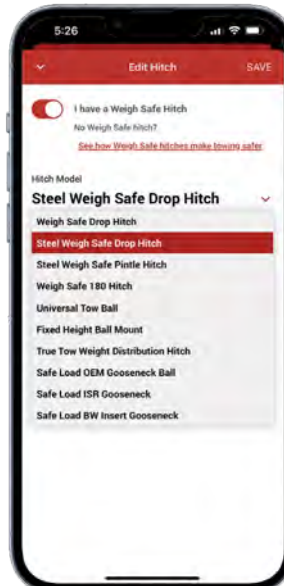 5:26
Edit Hitch
SAVE
I have a Weigh Safe Hitch
No Weigh Safe hitch?
See how Weigh Safe hitches make towing safer
Hitch Model
Steel Weigh Safe Drop Hitch
Weigh Safe Drop Hitch
Steel Weigh Safe Drop Hitch
Steel Weigh Safe Pintle Hitch
Weigh Safe 180 Hitch
Universal Tow Ball
Fixed Height Ball Mount
True Tow Weight Distribution Hitch
Safe Load OEM Gooseneck Ball
Safe Load ISR Gooseneck
Safe Load BW Insert Gooseneck